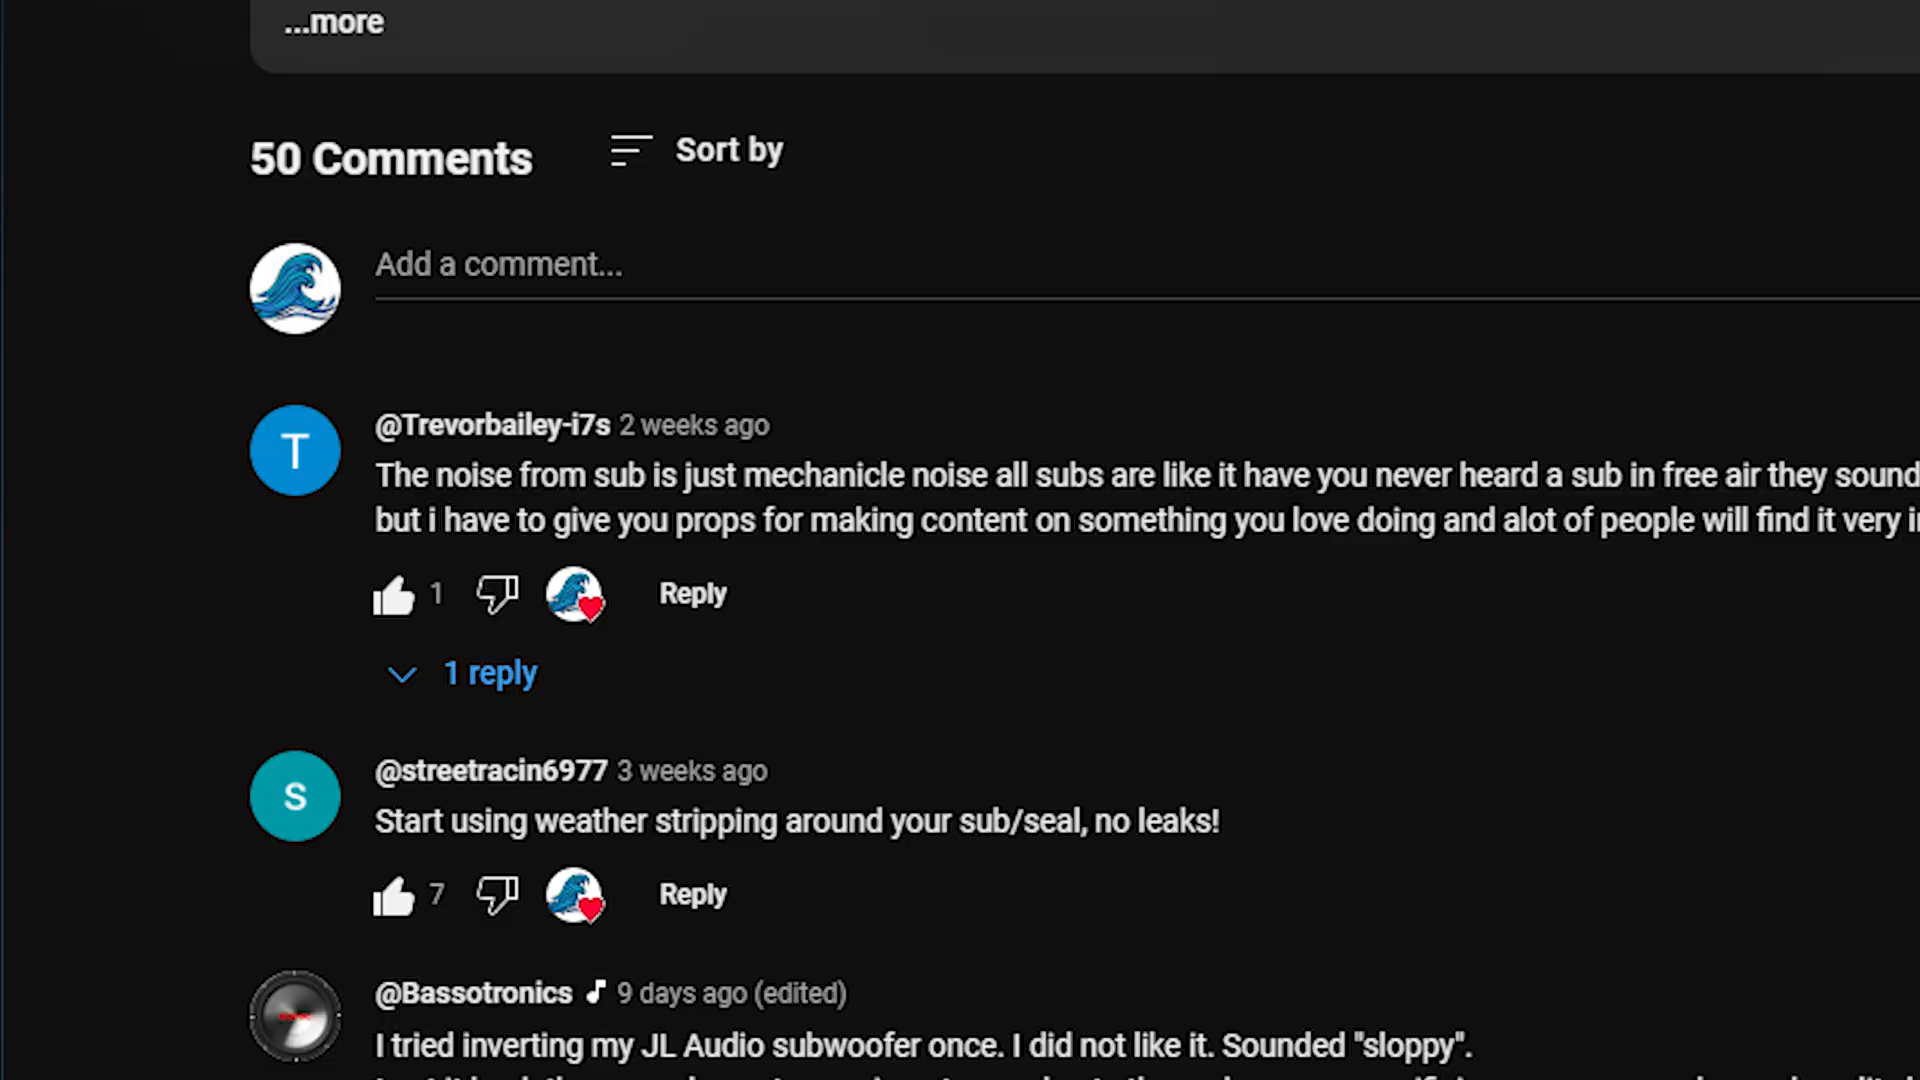 ...more
50 Comments
Sort by
Add a comment...
T
@Trevorbailey-i7s 2 weeks ago
The noise from sub is just mechanicle noise all subs are like it have you never heard a sub in free air they sound
but i have to give you props for making content on something you love doing and alot of people will find it very
1
Reply
1 reply
S
@streetracin6977 3 weeks ago
Start using weather stripping around your sub/seal, no leaks!
7
Reply
@Bassotronics 9 days ago (edited)
I tried inverting my JL Audio subwoofer once. I did not like it. Sounded "sloppy".